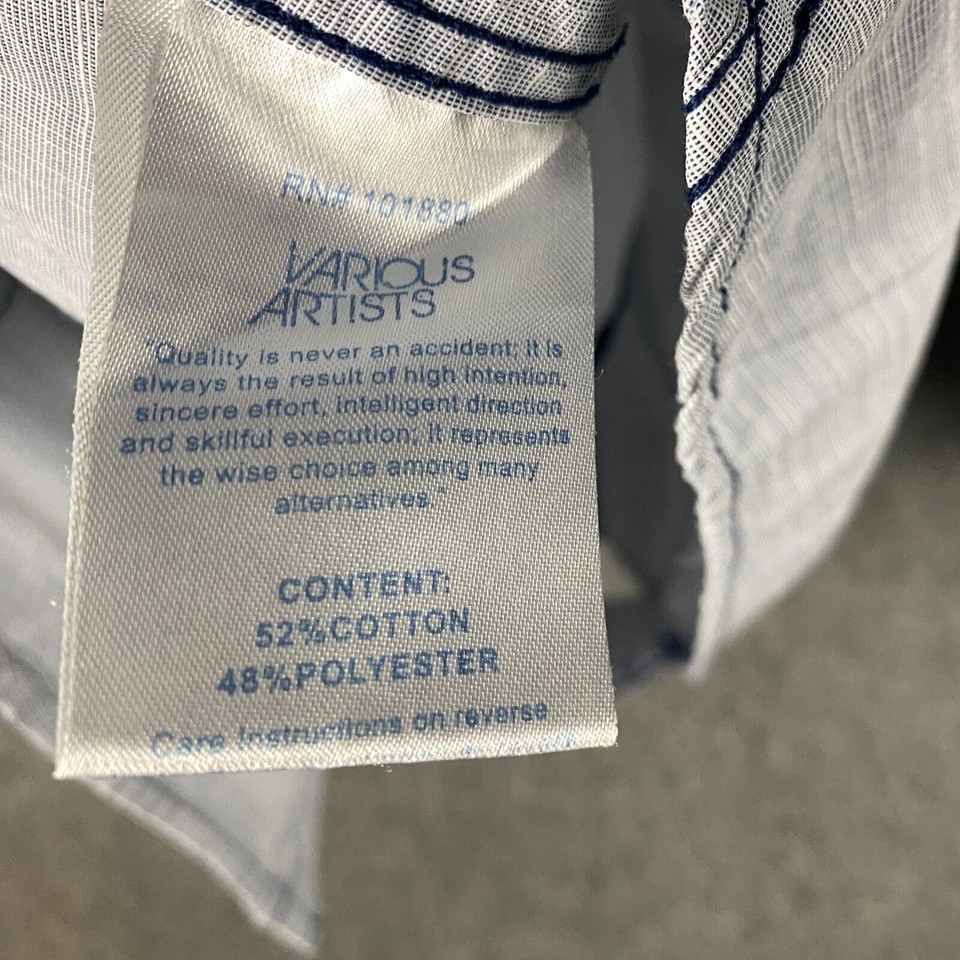 RN# 101880
VARIOUS
ARTISTS
"Quality is never an accident; it is
always the result of high intention,
sincere effort, intelligent direction
and skillful execution; it represents
the wise choice among many
alternatives."
CONTENT:
52%COTTON
48%POLYESTER
Care Instructions on reverse